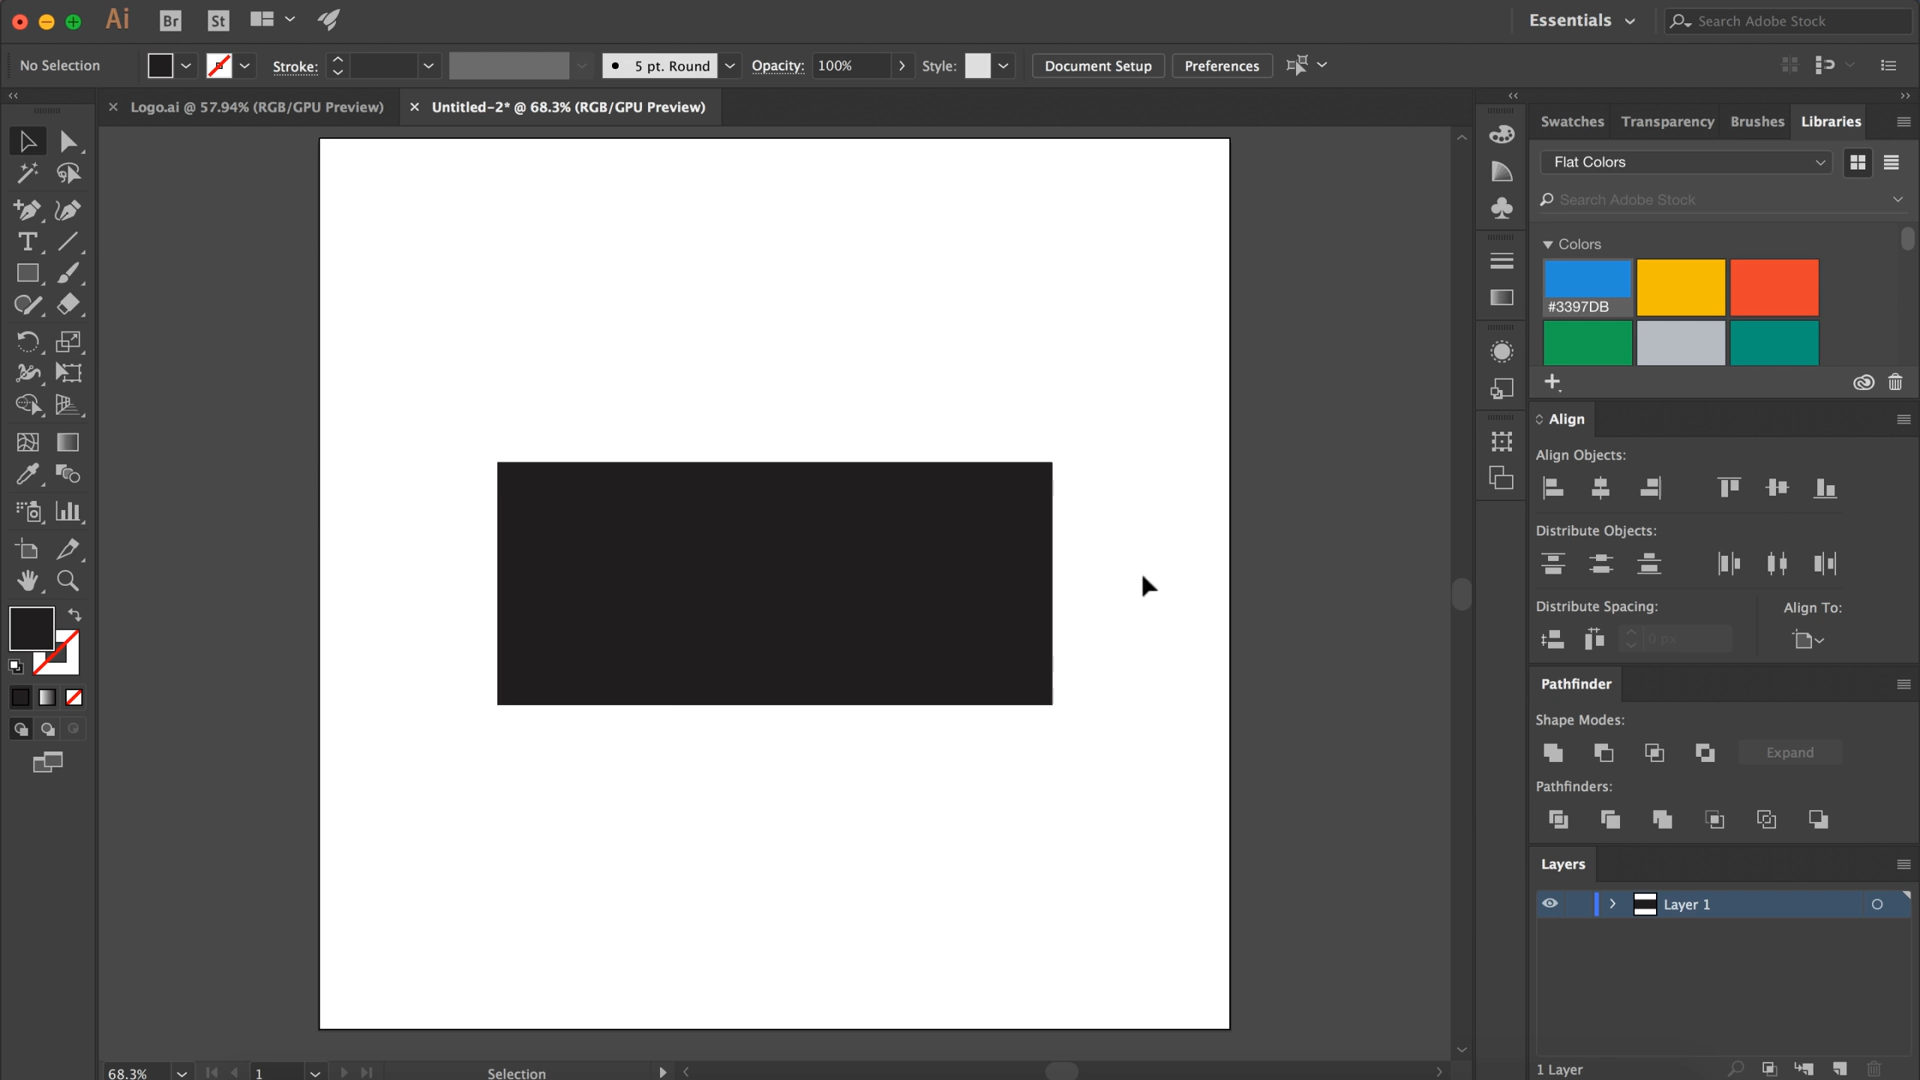 Ai Br St Essentials Search Adobe Stock
No Selection Stroke: 5 pt. Round Opacity: 100% Style: Document Setup Preferences
Logo.ai @ 57.94% (RGB/GPU Preview) Untitled-2* @ 68.3% (RGB/GPU Preview)
Swatches Transparency Brushes Libraries
Flat Colors
Search Adobe Stock
Colors
#3397DB
Align
Align Objects:
Distribute Objects:
Distribute Spacing: Align To:
0 px
Pathfinder
Shape Modes:
Expand
Pathfinders:
Layers
Layer 1
68.3% 1 Selection 1 Layer